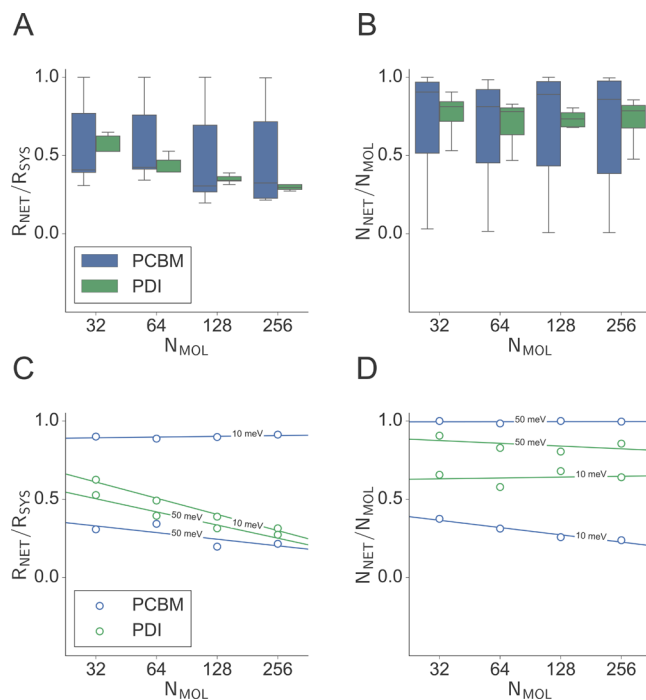 A
R_NET/R_SYS
1.0
0.5
0.0
PCBM
PDI
32 64 128 256
N_MOL
B
N_NET/N_MOL
1.0
0.5
0.0
32 64 128 256
N_MOL
C
R_NET/R_SYS
1.0
0.5
0.0
10 meV
50 meV
10 meV
50 meV
PCBM
PDI
32 64 128 256
N_MOL
D
N_NET/N_MOL
1.0
0.5
0.0
50 meV
50 meV
10 meV
10 meV
32 64 128 256
N_MOL